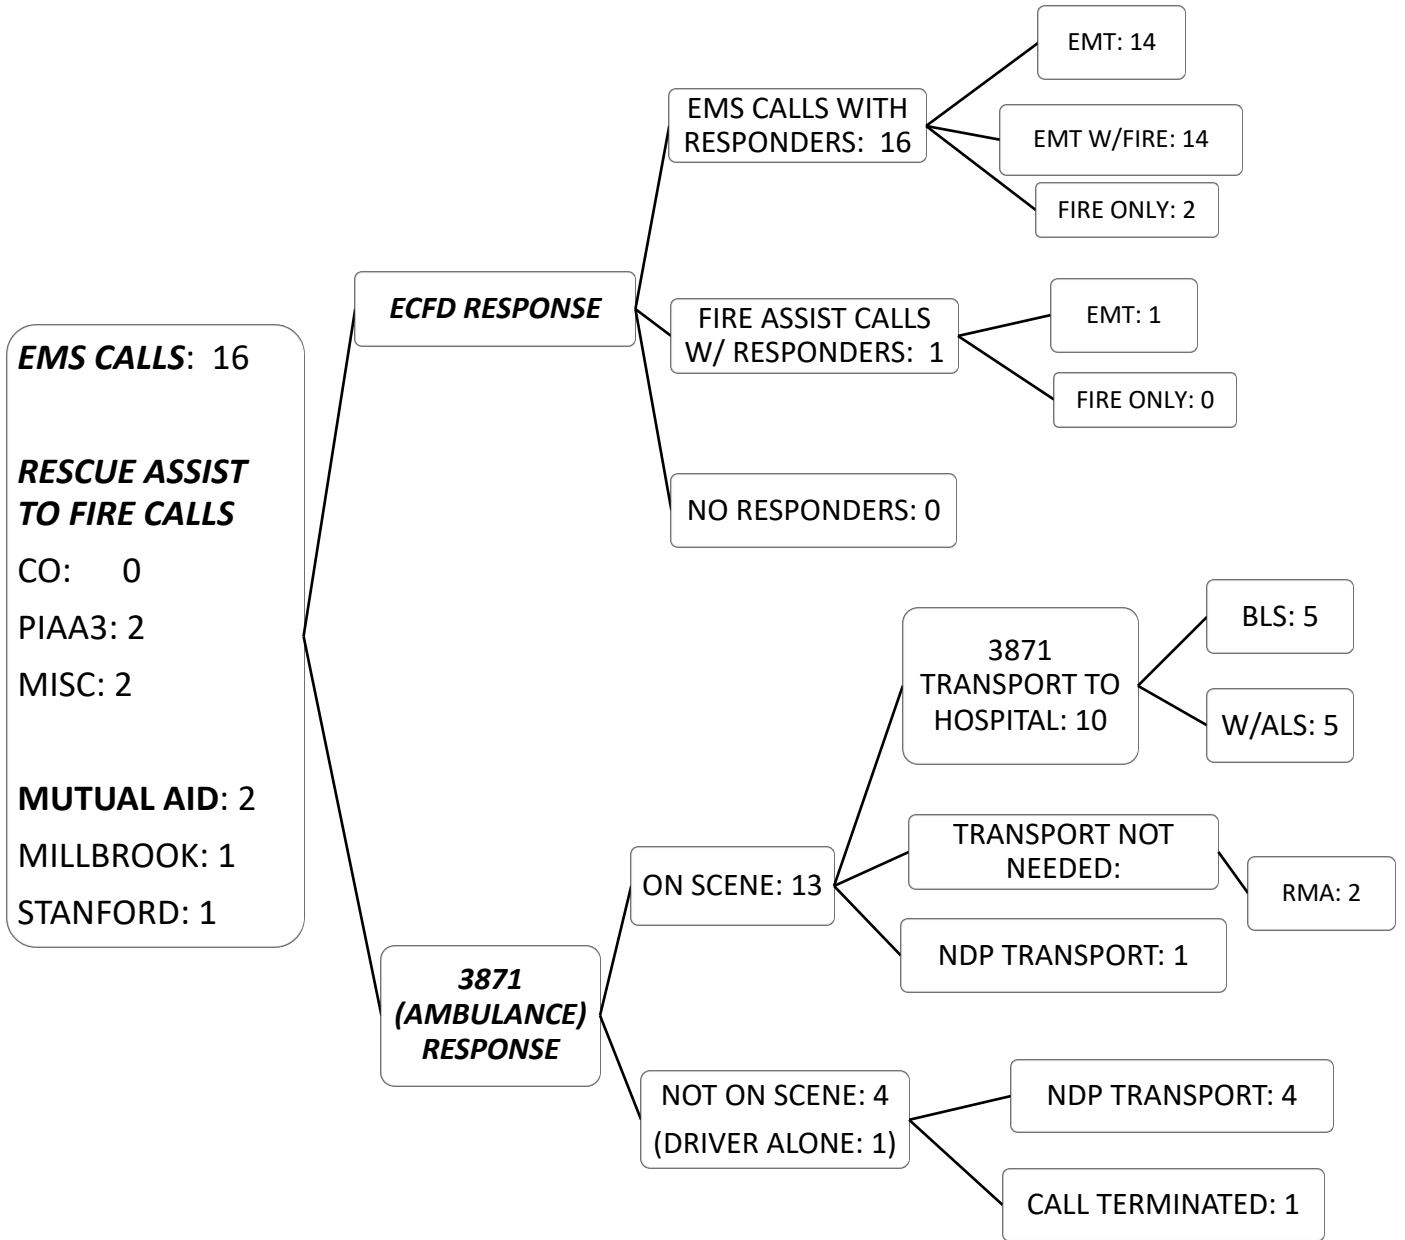 EMS CALLS: 16
RESCUE ASSIST
TO FIRE CALLS
CO: 0
PIAA3: 2
MISC: 2
MUTUAL AID: 2
MILLBROOK: 1
STANFORD: 1
ECFD RESPONSE
EMS CALLS WITH
RESPONDERS: 16
EMT: 14
EMT W/FIRE: 14
FIRE ONLY: 2
FIRE ASSIST CALLS
W/ RESPONDERS: 1
EMT: 1
FIRE ONLY: 0
NO RESPONDERS: 0
3871
(AMBULANCE)
RESPONSE
ON SCENE: 13
3871
TRANSPORT TO
HOSPITAL: 10
BLS: 5
W/ALS: 5
TRANSPORT NOT
NEEDED:
RMA: 2
NDP TRANSPORT: 1
NOT ON SCENE: 4
(DRIVER ALONE: 1)
NDP TRANSPORT: 4
CALL TERMINATED: 1